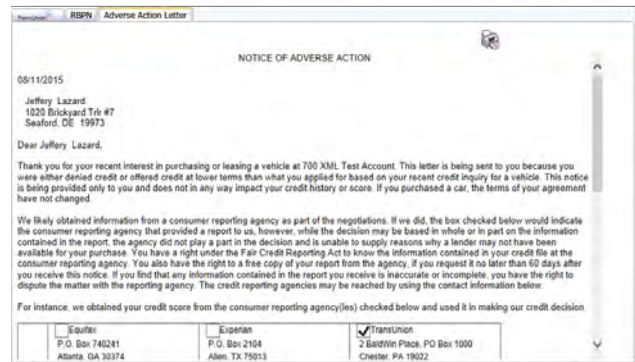 TransUnion RBPN Adverse Action Letter
NOTICE OF ADVERSE ACTION
08/11/2015
Jeffery Lazard
1020 Brickyard Trlr #7
Seaford, DE 19973
Dear Jeffery Lazard,
Thank you for your recent interest in purchasing or leasing a vehicle at 700 XML Test Account. This letter is being sent to you because you
were either denied credit or offered credit at lower terms than what you applied for based on your recent credit inquiry for a vehicle. This notice
is being provided only to you and does not in any way impact your credit history or score. If you purchased a car, the terms of your agreement
have not changed.
We likely obtained information from a consumer reporting agency as part of the negotiations. If we did, the box checked below would indicate
the consumer reporting agency that provided a report to us, however, while the decision may be based in whole or in part on the information
contained in the report, the agency did not play a part in the decision and is unable to supply reasons why a lender may not have been
available for your purchase. You have a right under the Fair Credit Reporting Act to know the information contained in your credit file at the
consumer reporting agency. You also have the right to a free copy of your report from the agency, if you request it no later than 60 days after
you receive this notice. If you find that any information contained in the report you receive is inaccurate or incomplete, you have the right to
dispute the matter with the reporting agency. The credit reporting agencies may be reached by using the contact information below.
For instance, we obtained your credit score from the consumer reporting agency(ies) checked below and used it in making our credit decision.
Equifax Experian TransUnion
P.O. Box 740241 P.O. Box 2104 2 BaldWin Place, PO Box 1000
Atlanta, GA 30374 Allen, TX 75013 Chester, PA 19022